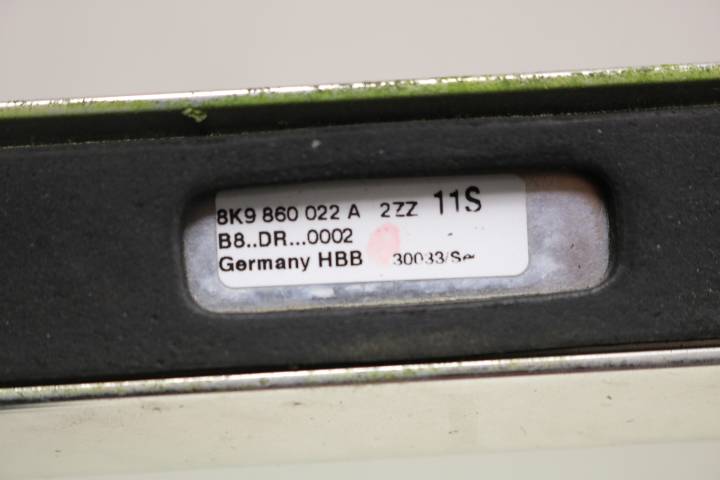 8K9 860 022 A 2ZZ 11S
B8..DR...0002
Germany HBB